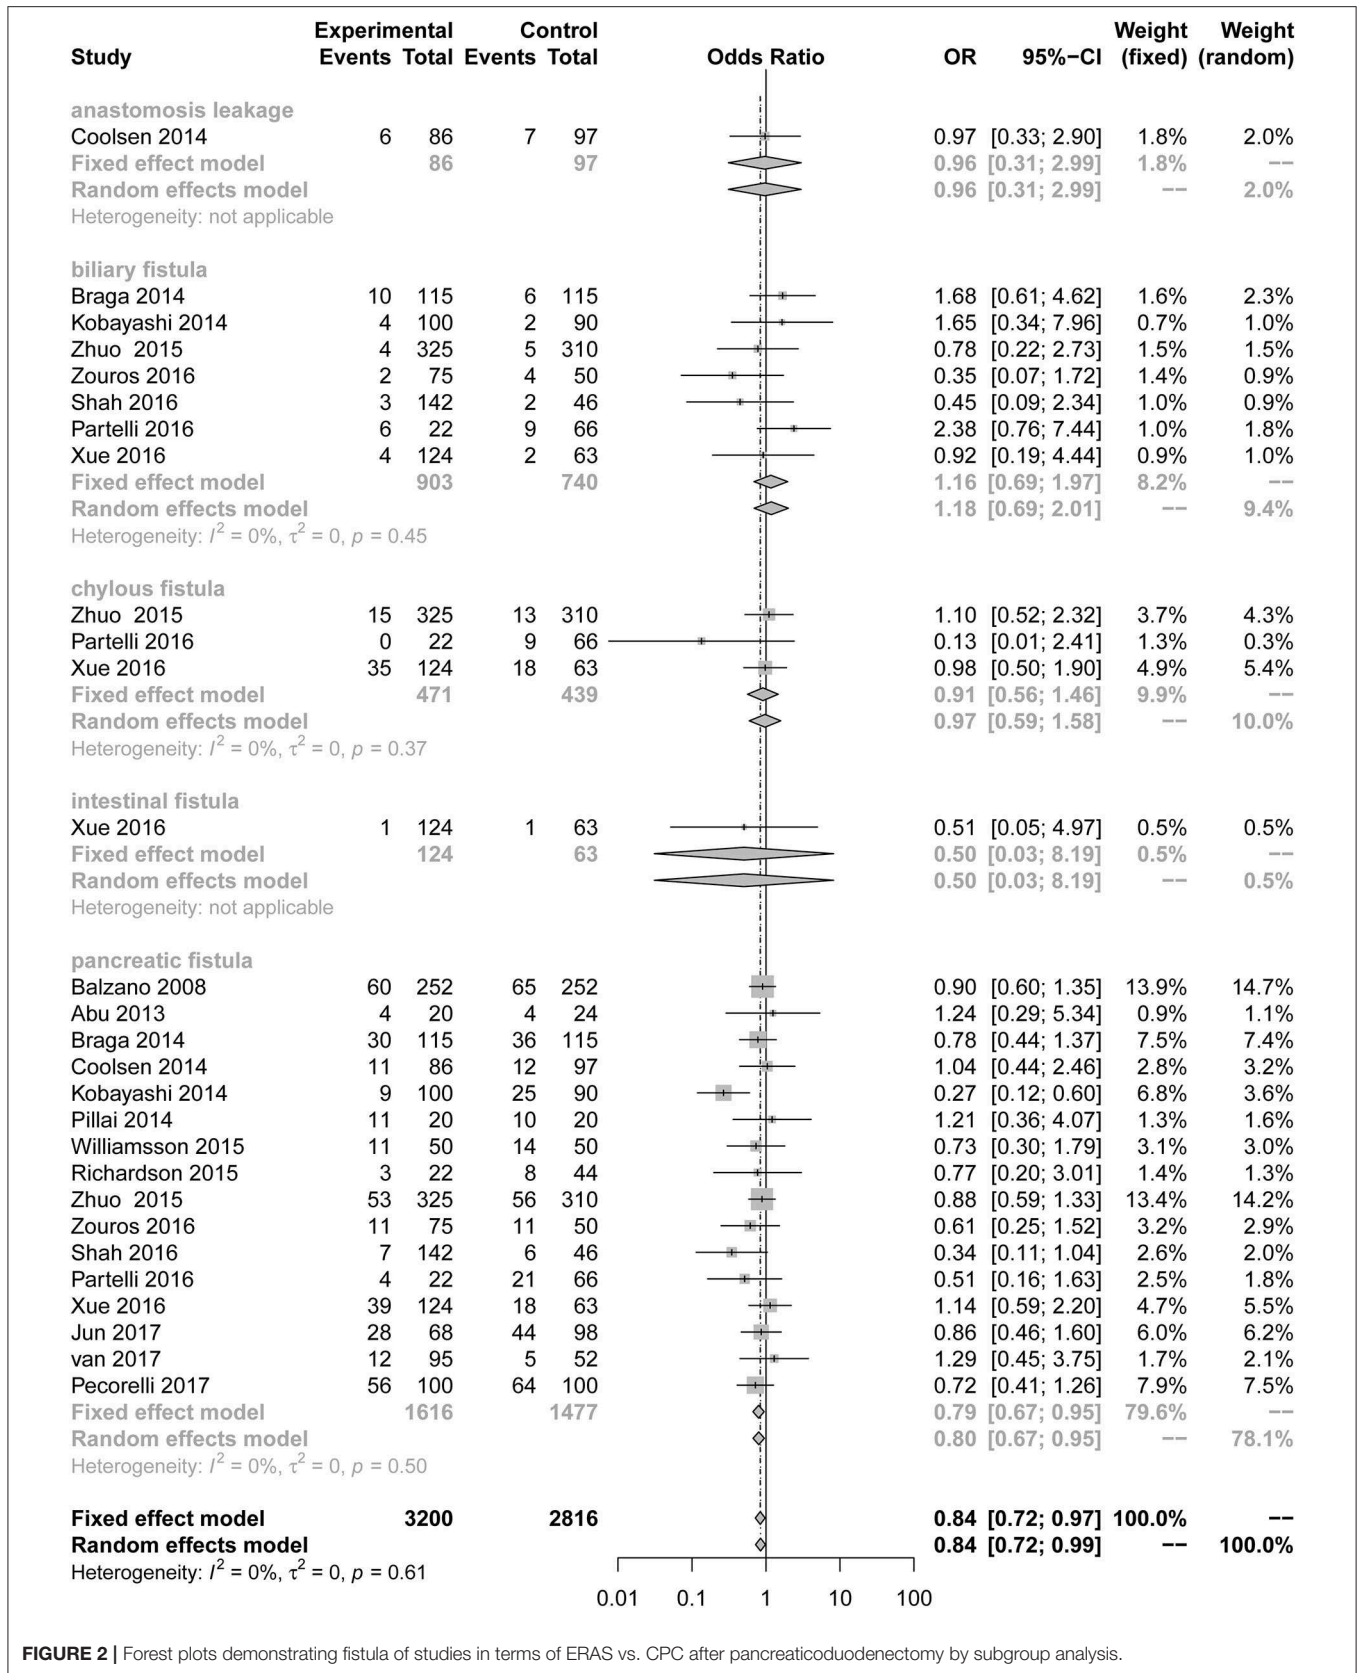 Experimental Control Weight Weight
Study Events Total Events Total Odds Ratio OR 95%−CI (fixed) (random)
anastomosis leakage
Coolsen 2014 6 86 7 97 0.97 [0.33; 2.90] 1.8% 2.0%
Fixed effect model 86 97 0.96 [0.31; 2.99] 1.8% −−
Random effects model 0.96 [0.31; 2.99] −− 2.0%
Heterogeneity: not applicable
biliary fistula
Braga 2014 10 115 6 115 1.68 [0.61; 4.62] 1.6% 2.3%
Kobayashi 2014 4 100 2 90 1.65 [0.34; 7.96] 0.7% 1.0%
Zhuo 2015 4 325 5 310 0.78 [0.22; 2.73] 1.5% 1.5%
Zouros 2016 2 75 4 50 0.35 [0.07; 1.72] 1.4% 0.9%
Shah 2016 3 142 2 46 0.45 [0.09; 2.34] 1.0% 0.9%
Partelli 2016 6 22 9 66 2.38 [0.76; 7.44] 1.0% 1.8%
Xue 2016 4 124 2 63 0.92 [0.19; 4.44] 0.9% 1.0%
Fixed effect model 903 740 1.16 [0.69; 1.97] 8.2% −−
Random effects model 1.18 [0.69; 2.01] −− 9.4%
Heterogeneity: I² = 0%, τ² = 0, p = 0.45
chylous fistula
Zhuo 2015 15 325 13 310 1.10 [0.52; 2.32] 3.7% 4.3%
Partelli 2016 0 22 9 66 0.13 [0.01; 2.41] 1.3% 0.3%
Xue 2016 35 124 18 63 0.98 [0.50; 1.90] 4.9% 5.4%
Fixed effect model 471 439 0.91 [0.56; 1.46] 9.9% −−
Random effects model 0.97 [0.59; 1.58] −− 10.0%
Heterogeneity: I² = 0%, τ² = 0, p = 0.37
intestinal fistula
Xue 2016 1 124 1 63 0.51 [0.05; 4.97] 0.5% 0.5%
Fixed effect model 124 63 0.50 [0.03; 8.19] 0.5% −−
Random effects model 0.50 [0.03; 8.19] −− 0.5%
Heterogeneity: not applicable
pancreatic fistula
Balzano 2008 60 252 65 252 0.90 [0.60; 1.35] 13.9% 14.7%
Abu 2013 4 20 4 24 1.24 [0.29; 5.34] 0.9% 1.1%
Braga 2014 30 115 36 115 0.78 [0.44; 1.37] 7.5% 7.4%
Coolsen 2014 11 86 12 97 1.04 [0.44; 2.46] 2.8% 3.2%
Kobayashi 2014 9 100 25 90 0.27 [0.12; 0.60] 6.8% 3.6%
Pillai 2014 11 20 10 20 1.21 [0.36; 4.07] 1.3% 1.6%
Williamsson 2015 11 50 14 50 0.73 [0.30; 1.79] 3.1% 3.0%
Richardson 2015 3 22 8 44 0.77 [0.20; 3.01] 1.4% 1.3%
Zhuo 2015 53 325 56 310 0.88 [0.59; 1.33] 13.4% 14.2%
Zouros 2016 11 75 11 50 0.61 [0.25; 1.52] 3.2% 2.9%
Shah 2016 7 142 6 46 0.34 [0.11; 1.04] 2.6% 2.0%
Partelli 2016 4 22 21 66 0.51 [0.16; 1.63] 2.5% 1.8%
Xue 2016 39 124 18 63 1.14 [0.59; 2.20] 4.7% 5.5%
Jun 2017 28 68 44 98 0.86 [0.46; 1.60] 6.0% 6.2%
van 2017 12 95 5 52 1.29 [0.45; 3.75] 1.7% 2.1%
Pecorelli 2017 56 100 64 100 0.72 [0.41; 1.26] 7.9% 7.5%
Fixed effect model 1616 1477 0.79 [0.67; 0.95] 79.6% −−
Random effects model 0.80 [0.67; 0.95] −− 78.1%
Heterogeneity: I² = 0%, τ² = 0, p = 0.50
Fixed effect model 3200 2816 0.84 [0.72; 0.97] 100.0% −−
Random effects model 0.84 [0.72; 0.99] −− 100.0%
Heterogeneity: I² = 0%, τ² = 0, p = 0.61
0.01 0.1 1 10 100
FIGURE 2 | Forest plots demonstrating fistula of studies in terms of ERAS vs. CPC after pancreaticoduodenectomy by subgroup analysis.